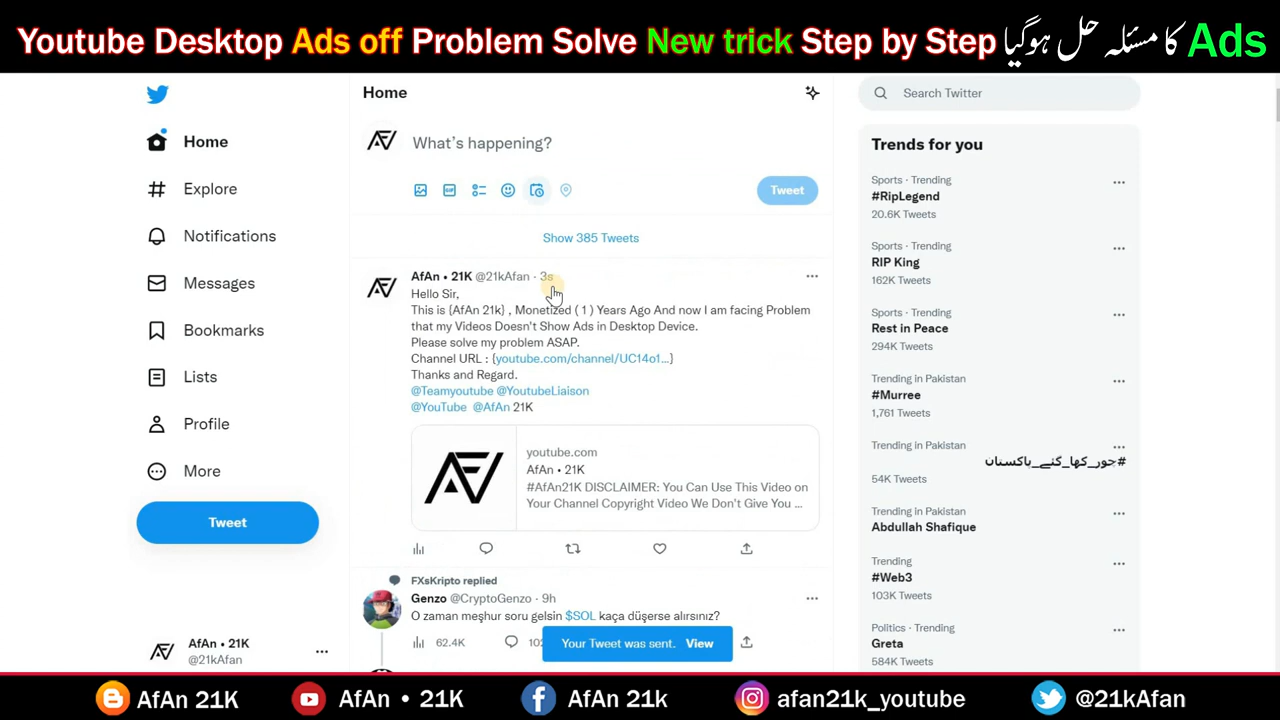 Youtube Desktop Ads off Problem Solve New trick Step by Step کا مسئلہ حل ہوگیا Ads
Home
Explore
Notifications
Messages
Bookmarks
Lists
Profile
More
Tweet
AfAn • 21K
@21kAfan
Home
What's happening?
GIF
Tweet
Show 385 Tweets
AfAn • 21K @21kAfan · 3s
Hello Sir,
This is {AfAn 21k} , Monetized ( 1 ) Years Ago And now I am facing Problem
that my Videos Doesn't Show Ads in Desktop Device.
Please solve my problem ASAP.
Channel URL : {youtube.com/channel/UC14o1...}
Thanks and Regard.
@Teamyoutube @YoutubeLiaison
@YouTube @AfAn 21K
youtube.com
AfAn • 21K
#AfAn21K DISCLAIMER: You Can Use This Video on
Your Channel Copyright Video We Don't Give You ...
FXsKripto replied
Genzo @CryptoGenzo · 9h
O zaman meşhur soru gelsin $SOL kaça düşerse alırsınız?
62.4K
Your Tweet was sent. View
Search Twitter
Trends for you
Sports · Trending
#RipLegend
20.6K Tweets
Sports · Trending
RIP King
162K Tweets
Sports · Trending
Rest in Peace
294K Tweets
Trending in Pakistan
#Murree
1,761 Tweets
Trending in Pakistan
#چور_کھا_گئے_پاکستان
54K Tweets
Trending in Pakistan
Abdullah Shafique
Trending
#Web3
103K Tweets
Politics · Trending
Greta
584K Tweets
AfAn 21K
AfAn • 21K
AfAn 21k
afan21k_youtube
@21kAfan